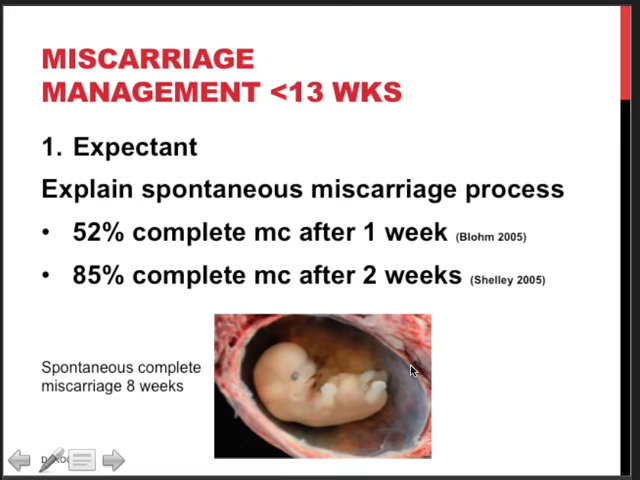 MISCARRIAGE
MANAGEMENT <13 WKS
1. Expectant
Explain spontaneous miscarriage process
• 52% complete mc after 1 week (Blohm 2005)
• 85% complete mc after 2 weeks (Shelley 2005)
Spontaneous complete
miscarriage 8 weeks